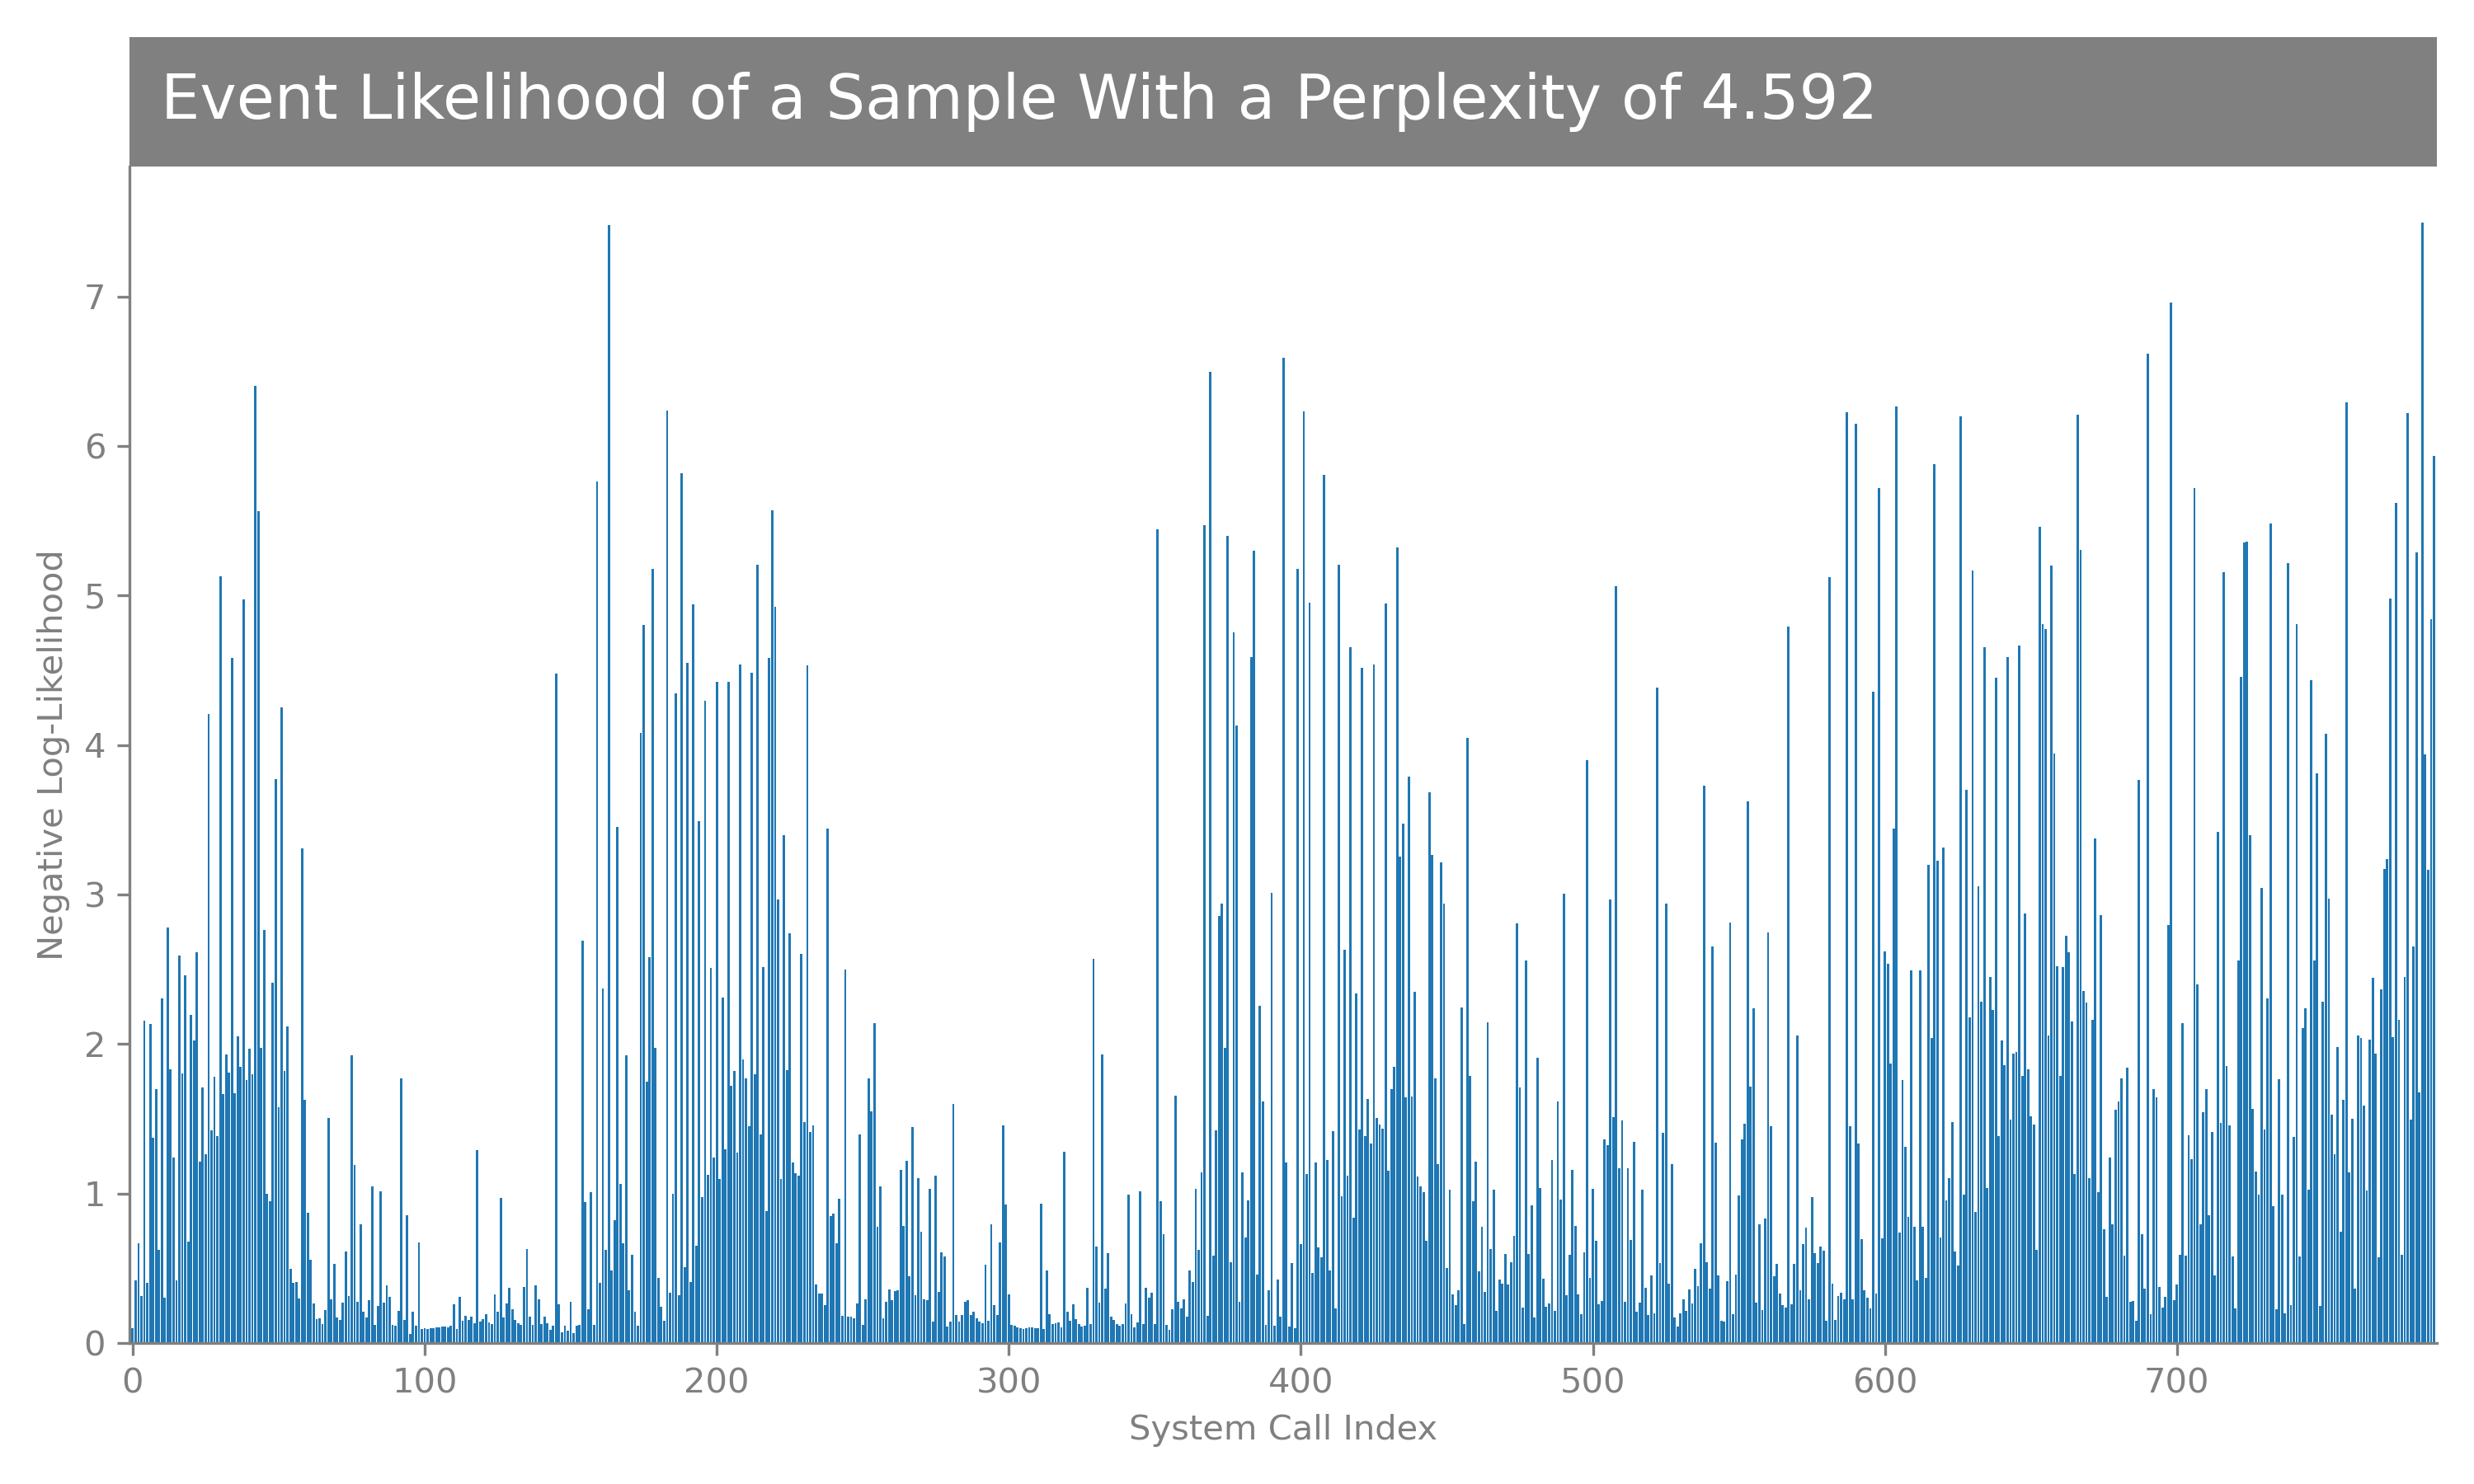 Event Likelihood of a Sample With a Perplexity of 4.592
Negative Log-Likelihood
7
6
5
4
3
2
1
0
0 100 200 300 400 500 600 700
System Call Index